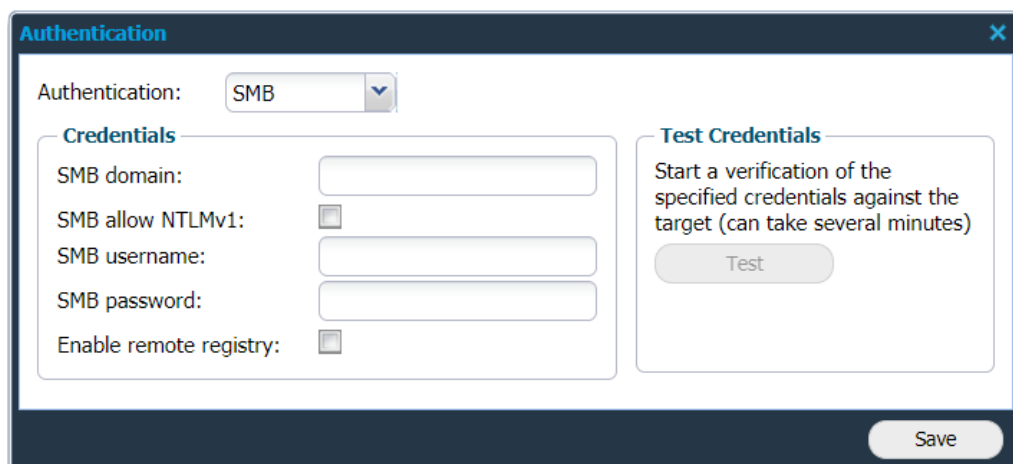 Authentication
Authentication:
SMB
Credentials
SMB domain:
SMB allow NTLMv1:
SMB username:
SMB password:
Enable remote registry:
Test Credentials
Start a verification of the
specified credentials against the
target (can take several minutes)
Test
Save